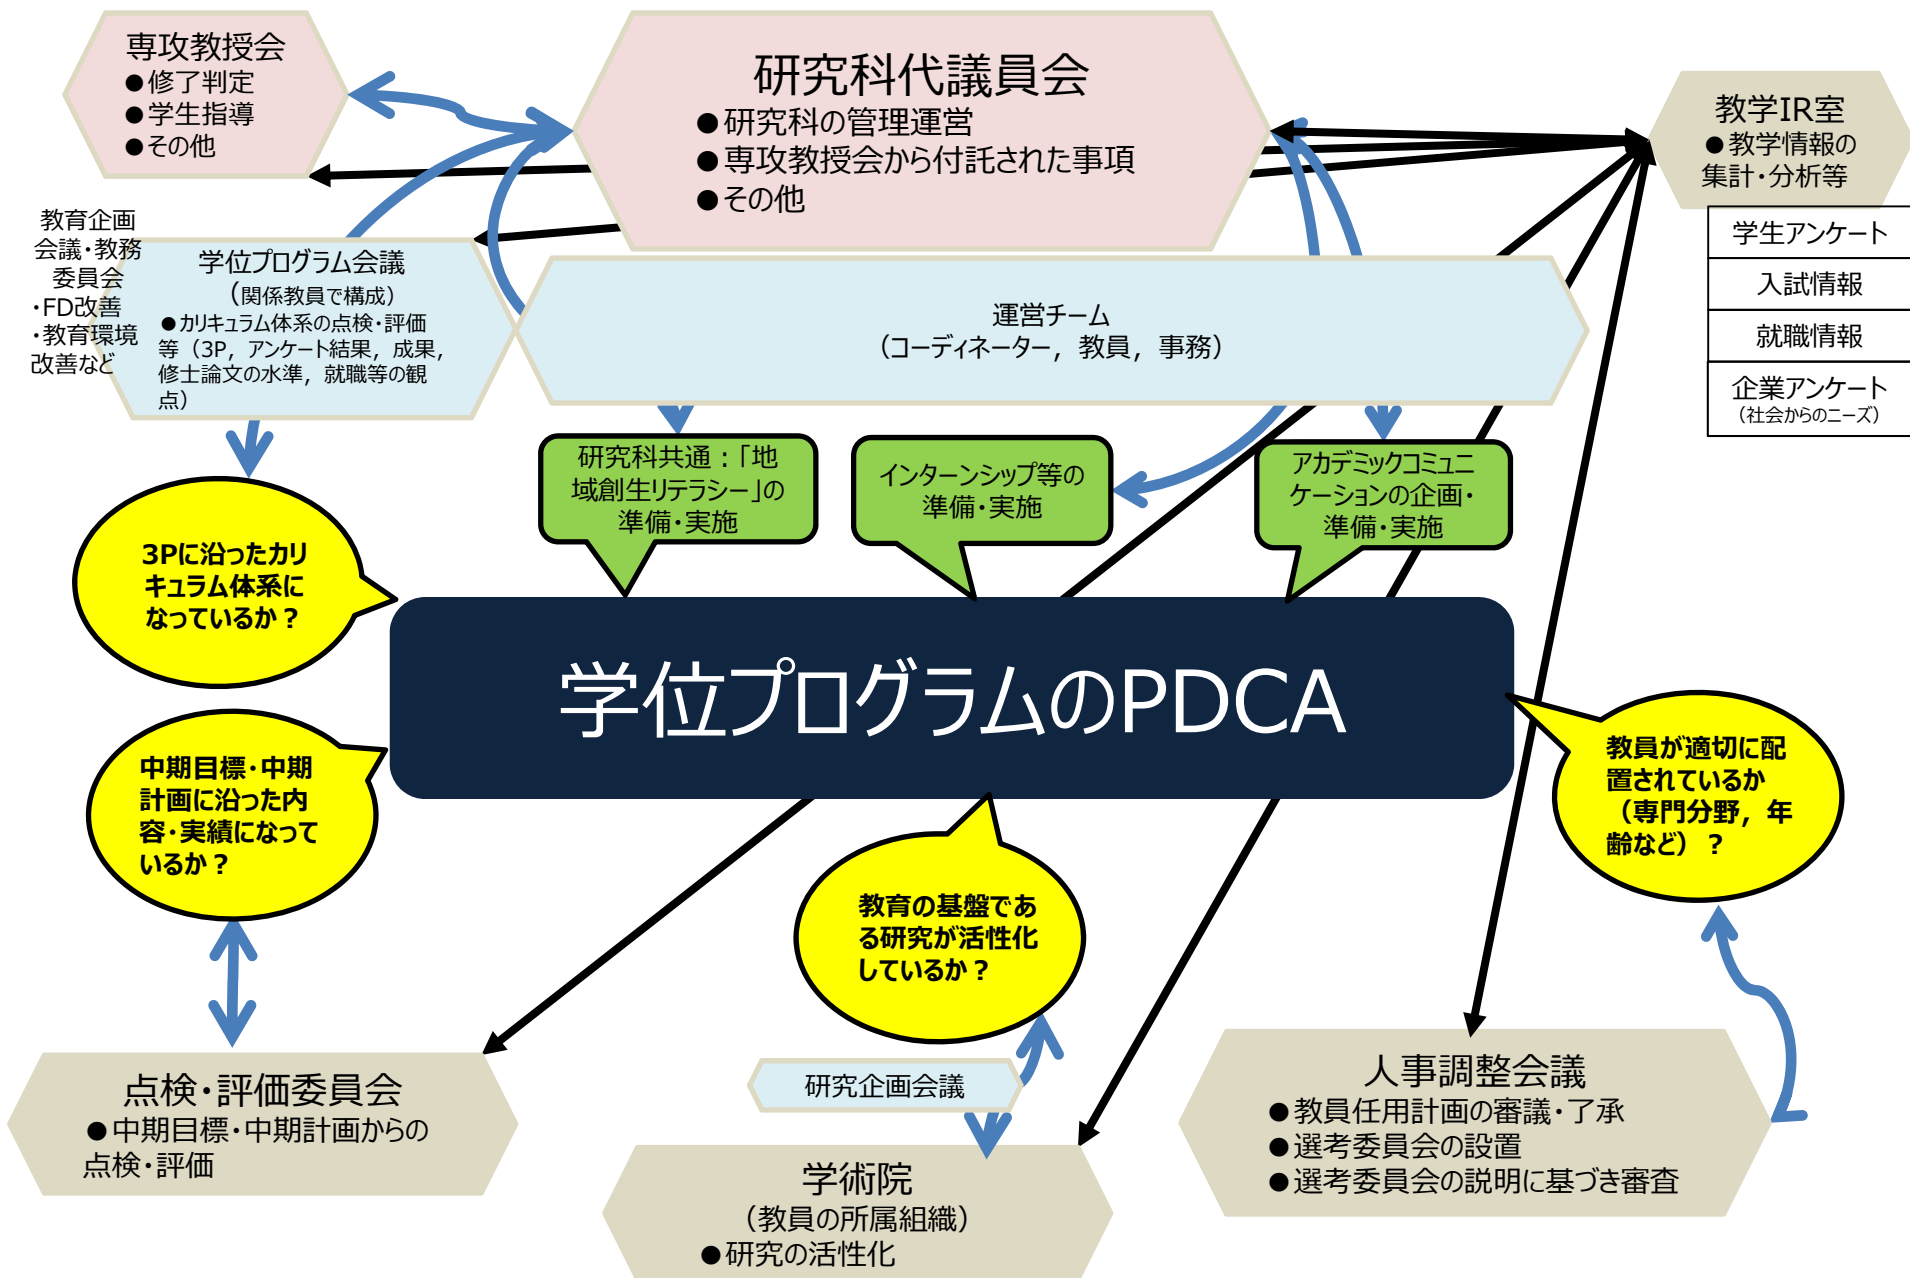 専攻教授会
●修了判定
●学生指導
●その他
研究科代議員会
●研究科の管理運営
●専攻教授会から付託された事項
●その他
教学IR室
●教学情報の
集計・分析等
学生アンケート
入試情報
就職情報
企業アンケート
（社会からのニーズ）
教育企画
会議・教務
委員会
・FD改善
・教育環境
改善など
学位プログラム会議
（関係教員で構成）
●カリキュラム体系の点検・評価
等（3P，アンケート結果，成果，
修士論文の水準，就職等の観
点）
運営チーム
（コーディネーター，教員，事務）
研究科共通：「地
域創生リテラシー」の
準備・実施
インターンシップ等の
準備・実施
アカデミックコミュニ
ケーションの企画・
準備・実施
3Pに沿ったカリ
キュラム体系に
なっているか？
学位プログラムのPDCA
中期目標・中期
計画に沿った内
容・実績になって
いるか？
教員が適切に配
置されているか
（専門分野，年
齢など）？
教育の基盤であ
る研究が活性化
しているか？
点検・評価委員会
●中期目標・中期計画からの
点検・評価
研究企画会議
学術院
（教員の所属組織）
●研究の活性化
人事調整会議
●教員任用計画の審議・了承
●選考委員会の設置
●選考委員会の説明に基づき審査